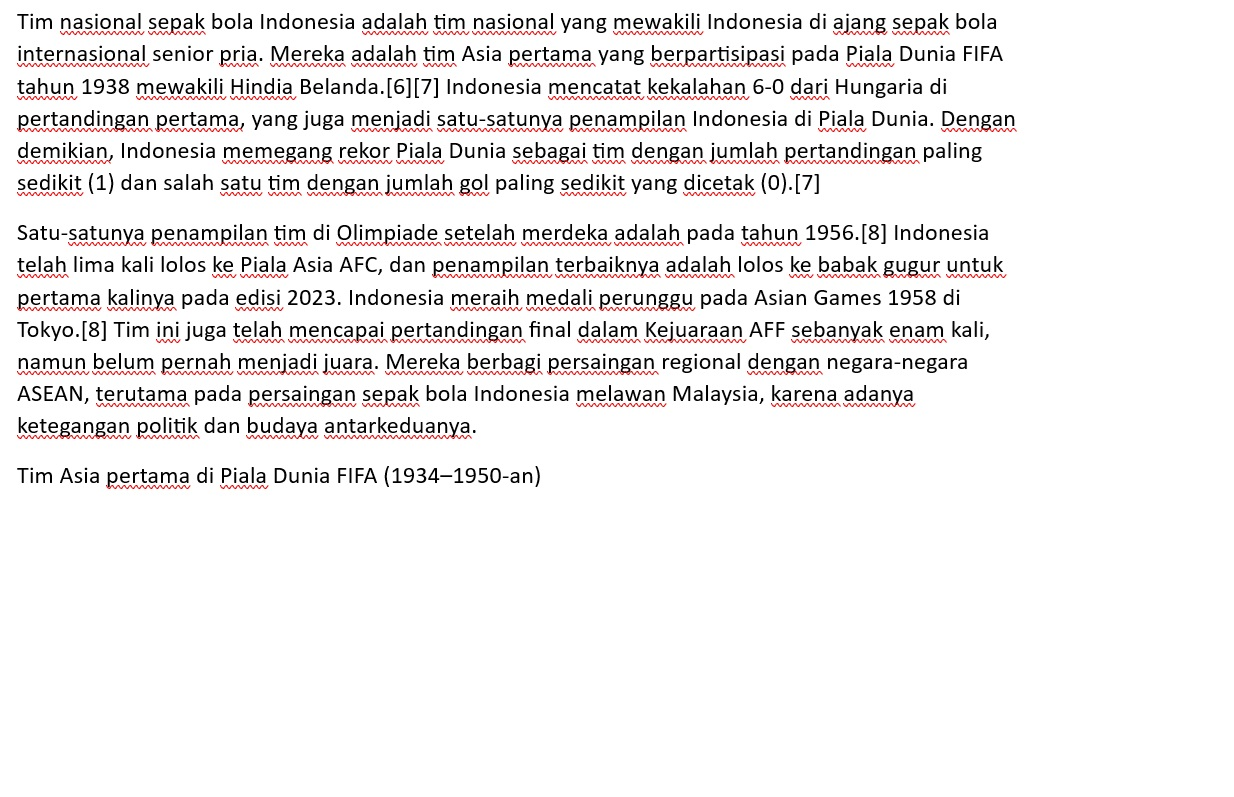 Tim nasional sepak bola Indonesia adalah tim nasional yang mewakili Indonesia di ajang sepak bola
internasional senior pria. Mereka adalah tim Asia pertama yang berpartisipasi pada Piala Dunia FIFA
tahun 1938 mewakili Hindia Belanda.[6][7] Indonesia mencatat kekalahan 6-0 dari Hungaria di
pertandingan pertama, yang juga menjadi satu-satunya penampilan Indonesia di Piala Dunia. Dengan
demikian, Indonesia memegang rekor Piala Dunia sebagai tim dengan jumlah pertandingan paling
sedikit (1) dan salah satu tim dengan jumlah gol paling sedikit yang dicetak (0).[7]
Satu-satunya penampilan tim di Olimpiade setelah merdeka adalah pada tahun 1956.[8] Indonesia
telah lima kali lolos ke Piala Asia AFC, dan penampilan terbaiknya adalah lolos ke babak gugur untuk
pertama kalinya pada edisi 2023. Indonesia meraih medali perunggu pada Asian Games 1958 di
Tokyo.[8] Tim ini juga telah mencapai pertandingan final dalam Kejuaraan AFF sebanyak enam kali,
namun belum pernah menjadi juara. Mereka berbagi persaingan regional dengan negara-negara
ASEAN, terutama pada persaingan sepak bola Indonesia melawan Malaysia, karena adanya
ketegangan politik dan budaya antarkeduanya.
Tim Asia pertama di Piala Dunia FIFA (1934–1950-an)